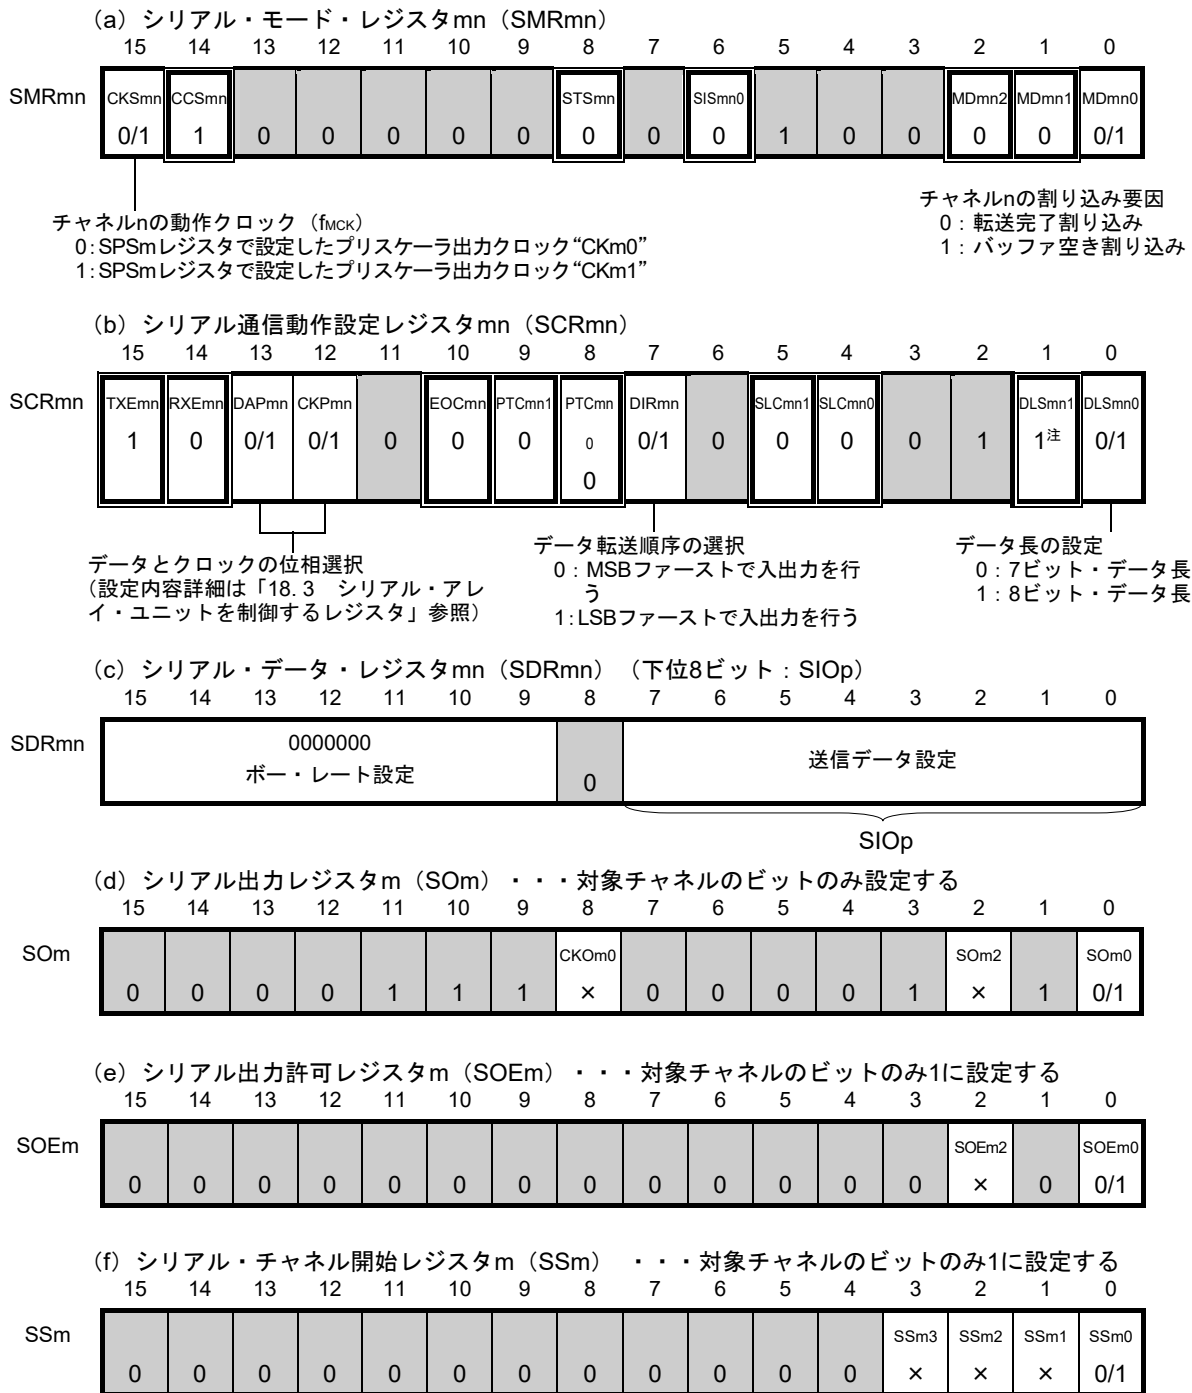 (a) シリアル・モード・レジスタmn（SMRmn）
15 14 13 12 11 10 9 8 7 6 5 4 3 2 1 0
SMRmn CKSmn CCSmn STSmn SISmn0 MDmn2 MDmn1 MDmn0
0/1 1 0 0 0 0 0 0 0 0 1 0 0 0 0 0/1
チャネルnの動作クロック（fMCK）
0：SPSmレジスタで設定したプリスケーラ出力クロック“CKm0”
1：SPSmレジスタで設定したプリスケーラ出力クロック“CKm1”
チャネルnの割り込み要因
0：転送完了割り込み
1：バッファ空き割り込み
(b) シリアル通信動作設定レジスタmn（SCRmn）
15 14 13 12 11 10 9 8 7 6 5 4 3 2 1 0
SCRmn TXEmn RXEmn DAPmn CKPmn EOCmn PTCmn1 PTCmn0 DIRmn SLCmn1 SLCmn0 DLSmn1 DLSmn0
1 0 0/1 0/1 0 0 0 0 0/1 0 0 0 0 1 1注 0/1
データとクロックの位相選択
（設定内容詳細は「18. 3　シリアル・アレ
イ・ユニットを制御するレジスタ」参照）
データ転送順序の選択
0：MSBファーストで入出力を行
う
1：LSBファーストで入出力を行う
データ長の設定
0：7ビット・データ長
1：8ビット・データ長
(c) シリアル・データ・レジスタmn（SDRmn）（下位8ビット：SIOp）
15 14 13 12 11 10 9 8 7 6 5 4 3 2 1 0
SDRmn
0000000
ボー・レート設定
0
送信データ設定
SIOp
(d) シリアル出力レジスタm（SOm）・・・対象チャネルのビットのみ設定する
15 14 13 12 11 10 9 8 7 6 5 4 3 2 1 0
SOm CKOm0 SOm2 SOm0
0 0 0 0 1 1 1 × 0 0 0 0 1 × 1 0/1
(e) シリアル出力許可レジスタm（SOEm）・・・対象チャネルのビットのみ1に設定する
15 14 13 12 11 10 9 8 7 6 5 4 3 2 1 0
SOEm SOEm2 SOEm0
0 0 0 0 0 0 0 0 0 0 0 0 0 × 0 0/1
(f) シリアル・チャネル開始レジスタm（SSm）　・・・対象チャネルのビットのみ1に設定する
15 14 13 12 11 10 9 8 7 6 5 4 3 2 1 0
SSm SSm3 SSm2 SSm1 SSm0
0 0 0 0 0 0 0 0 0 0 0 0 × × × 0/1